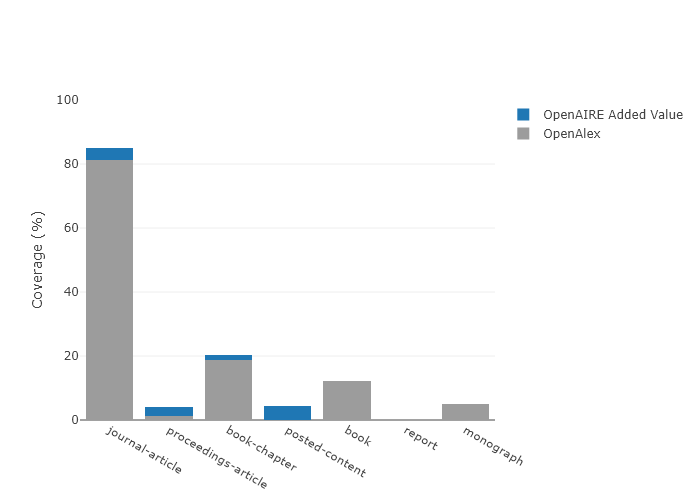 100
80
60
40
20
0
Coverage (%)
journal-article
proceedings-article
book-chapter
posted-content
book
report
monograph
OpenAIRE Added Value
OpenAlex